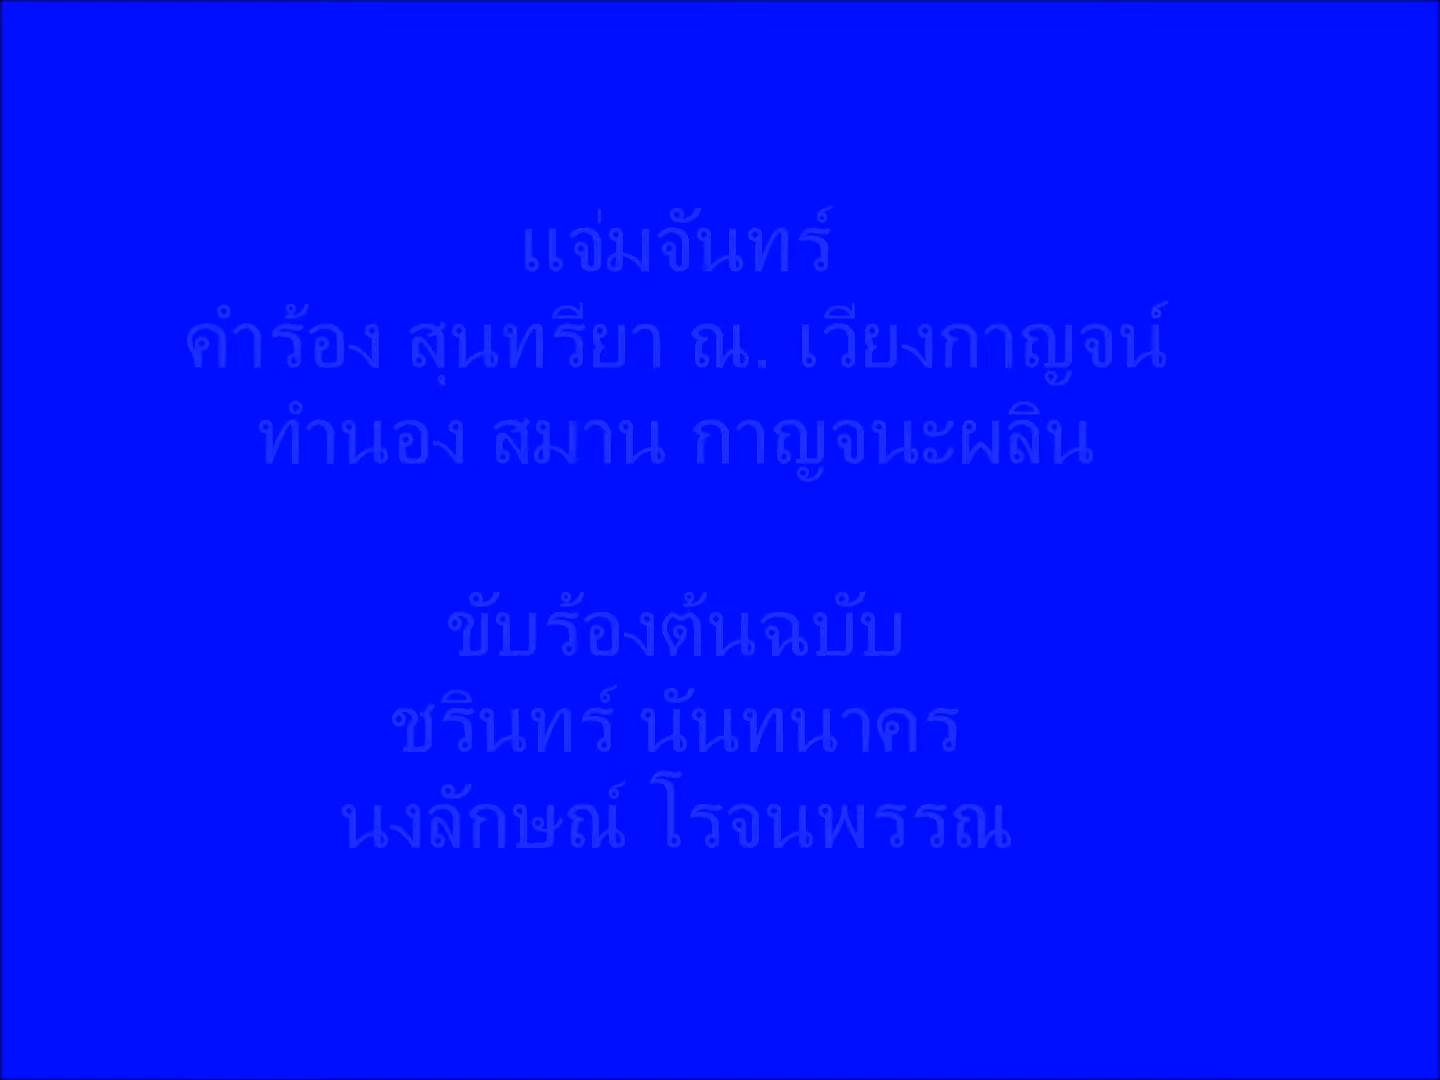 แจ่มจันทร์
คำร้อง สุนทรียา ณ. เวียงกาญจน์
ทำนอง สมาน กาญจนะผลิน
ขับร้องต้นฉบับ
ชรินทร์ นันทนาคร
นงลักษณ์ โรจนพรรณ